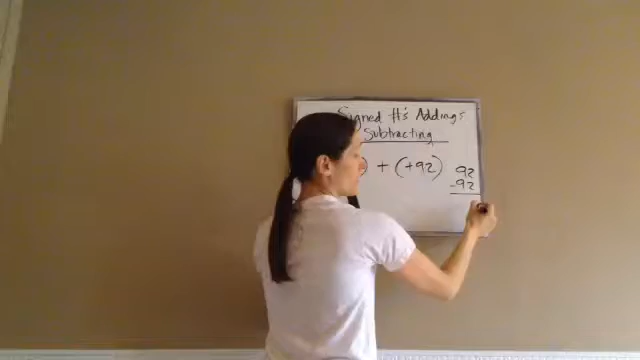 Signed #'s Adding &
Subtracting
) + (+92)
92
-92